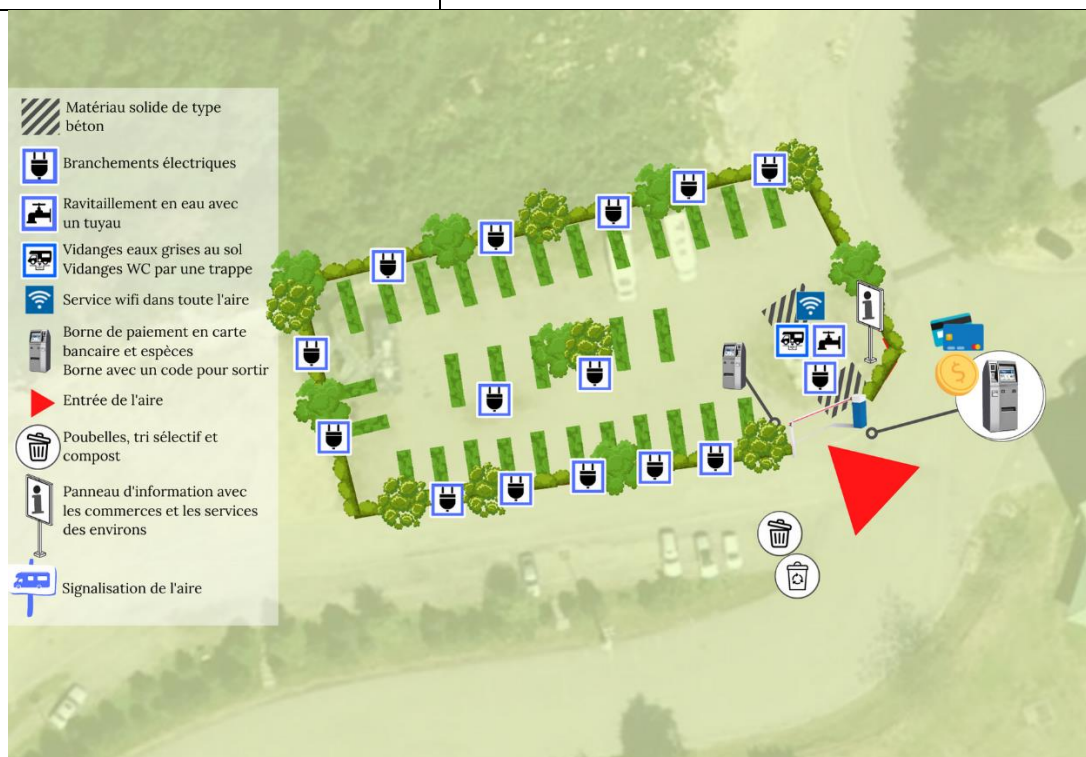 Matériau solide de type
béton
Branchements électriques
Ravitaillement en eau avec
un tuyau
Vidanges eaux grises au sol
Vidanges WC par une trappe
Service wifi dans toute l'aire
Borne de paiement en carte
bancaire et espèces
Borne avec un code pour sortir
Entrée de l'aire
Poubelles, tri sélectif et
compost
Panneau d'information avec
les commerces et les services
des environs
Signalisation de l'aire